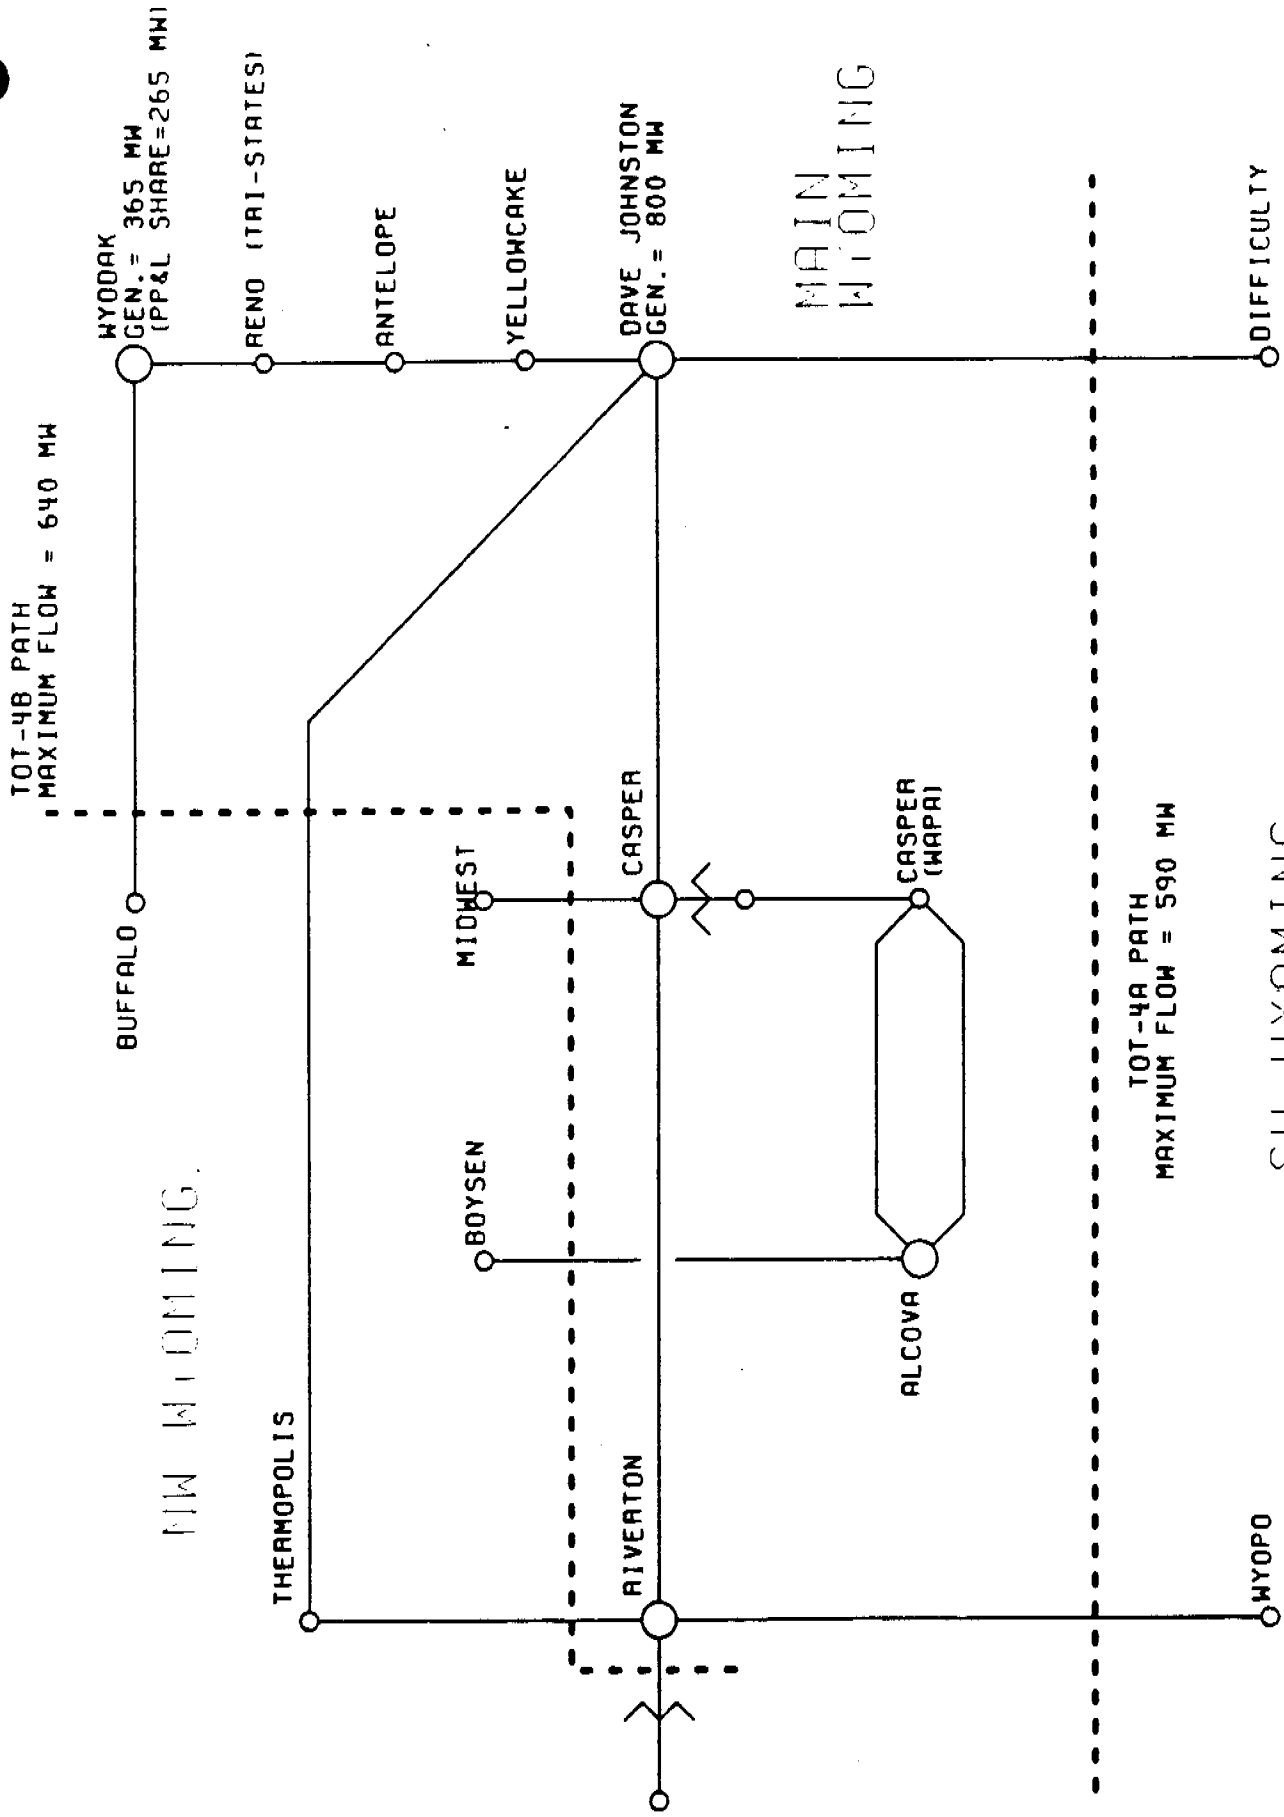 TOT-4B PATH
MAXIMUM FLOW = 640 MW
WYODAK
GEN.= 365 MW
(PP&L SHARE=265 MW)
BUFFALO
RENO (TRI-STATES)
NW WYOMING.
THERMOPOLIS
ANTELOPE
BOYSEN
MIDWEST
YELLOWCAKE
RIVERTON
CASPER
DAVE JOHNSTON
GEN.= 800 MW
MAIN
WYOMING
ALCOVA
CASPER
(WAPA)
TOT-4A PATH
MAXIMUM FLOW = 590 MW
WYOPO
WYOMING
DIFFICULTY